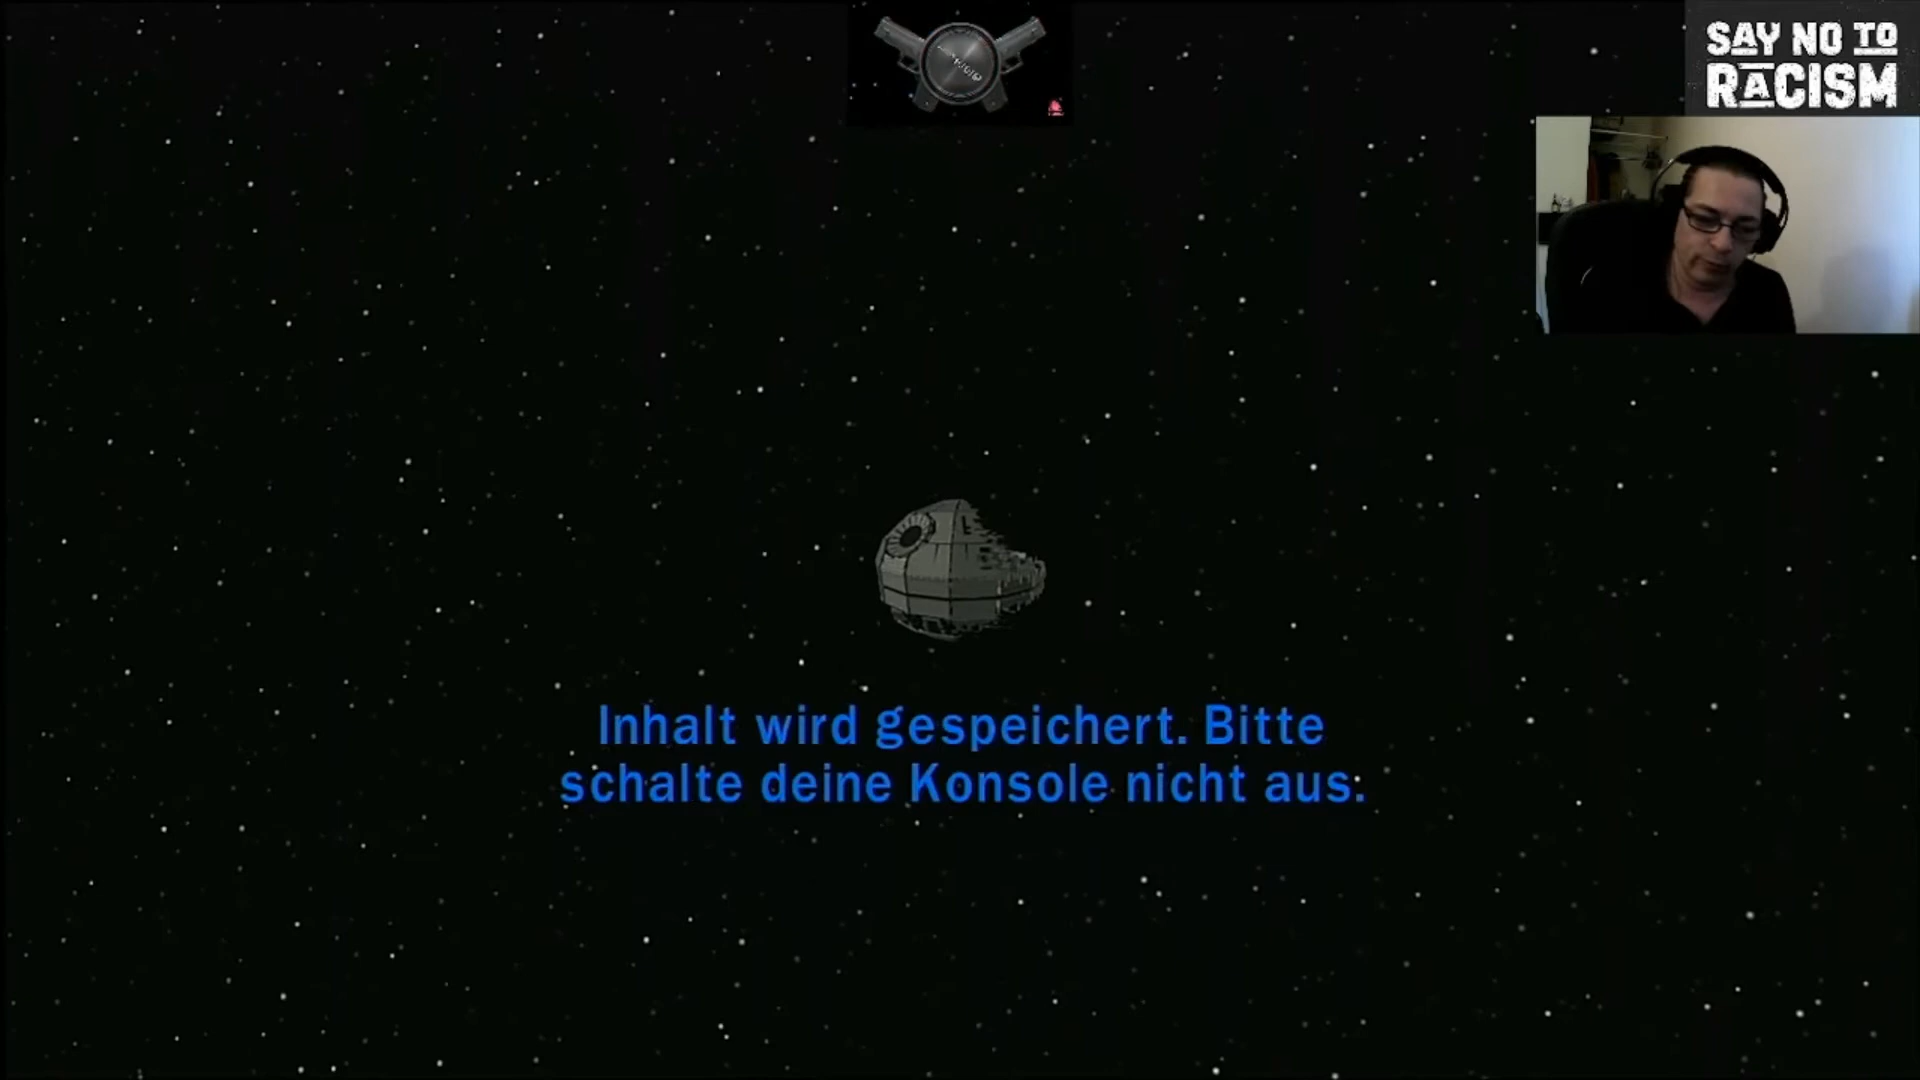 SAY NO TO
RACISM
Inhalt wird gespeichert. Bitte
schalte deine Konsole nicht aus.